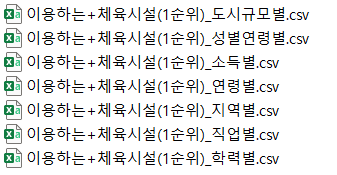 이용하는+체육시설(1순위)_도시규모별.csv
이용하는+체육시설(1순위)_성별연령별.csv
이용하는+체육시설(1순위)_소득별.csv
이용하는+체육시설(1순위)_연령별.csv
이용하는+체육시설(1순위)_지역별.csv
이용하는+체육시설(1순위)_직업별.csv
이용하는+체육시설(1순위)_학력별.csv